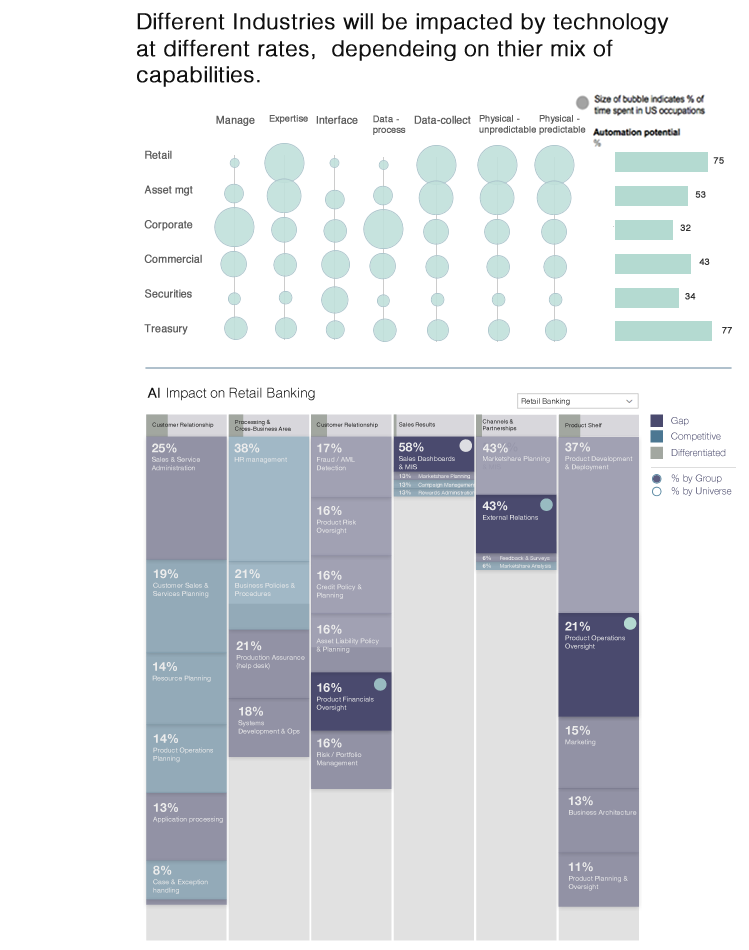 Different Industries will be impacted by technology
at different rates, dependeing on thier mix of
capabilities.
Size of bubble indicates % of
time spent in US occupations
Manage
Expertise
Interface
Data -
process
Data-collect
Physical -
unpredictable
Physical -
predictable
Automation potential
%
Retail
75
Asset mgt
53
Corporate
32
Commercial
43
Securities
34
Treasury
77
AI Impact on Retail Banking
Retail Banking
Customer Relationship
25%
Sales & Service
Administration
19%
Customer Sales &
Services Planning
14%
Resource Planning
14%
Product Operations
Planning
13%
Application processing
8%
Case & Exception
handling
Processing &
Cross-Business Area
38%
HR management
21%
Business Policies &
Procedures
21%
Production Assurance
(help desk)
18%
Systems
Development & Ops
Customer Relationship
17%
Fraud / AML
Detection
16%
Product Risk
Oversight
16%
Credit Policy &
Planning
16%
Asset Liability Policy
& Planning
16%
Product Financials
Oversight
16%
Risk / Portfolio
Management
Sales Results
58%
Sales Dashboards
& MIS
13% Marketshare Planning
13% Campaign Management
13% Rewards Administration
Channels &
Partnerships
43%
Marketshare Planning
43%
External Relations
6% Feedback & Surveys
6% Marketshare Analysis
Product Shelf
37%
Product Development
& Deployment
21%
Product Operations
Oversight
15%
Marketing
13%
Business Architecture
11%
Product Planning &
Oversight
Gap
Competitive
Differentiated
% by Group
% by Universe